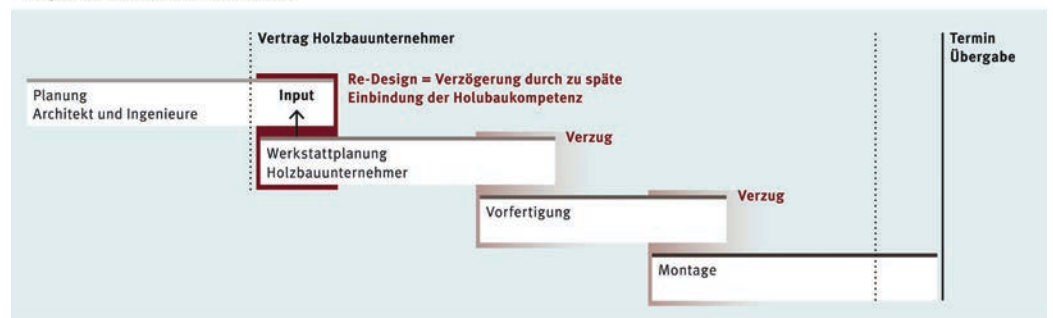 Vertrag Holzbauunternehmer
Termin
Übergabe
Re-Design = Verzögerung durch zu späte
Einbindung der Holubaukompetenz
Planung
Architekt und Ingenieure
Input
Verzug
Werkstattplanung
Holzbauunternehmer
Verzug
Vorfertigung
Montage